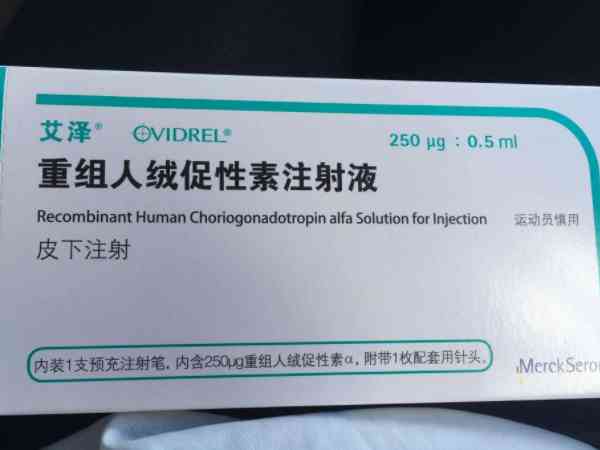 艾泽® OVIDREL® 250 μg : 0.5 ml
重组人绒促性素注射液
Recombinant Human Choriogonadotropin alfa Solution for Injection 运动员慎用
皮下注射
内装1支预充注射笔，内含250μg重组人绒促性素α，附带1枚配套用针头。
MerckSero